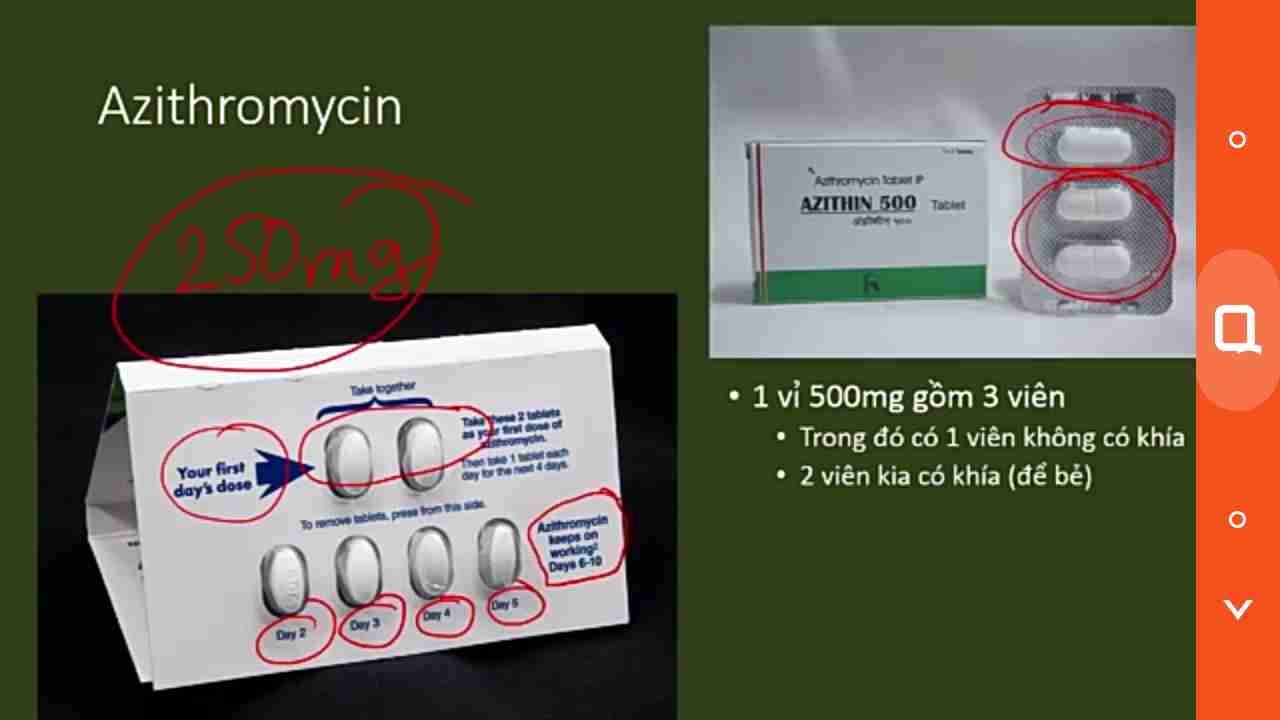 Azithromycin
250mg
Azithromycin Tablet IP
AZITHIN 500 Tablet
Take together
Take these 2 tablets
as your first dose of
azithromycin.
Then take 1 tablet each
day for the next 4 days.
Your first
day's dose
To remove tablets, press from this side.
Azithromycin
keeps on
working
Days 6-10
Day 2
Day 3
Day 4
Day 5
• 1 vỉ 500mg gồm 3 viên
• Trong đó có 1 viên không có khía
• 2 viên kia có khía (để bẻ)